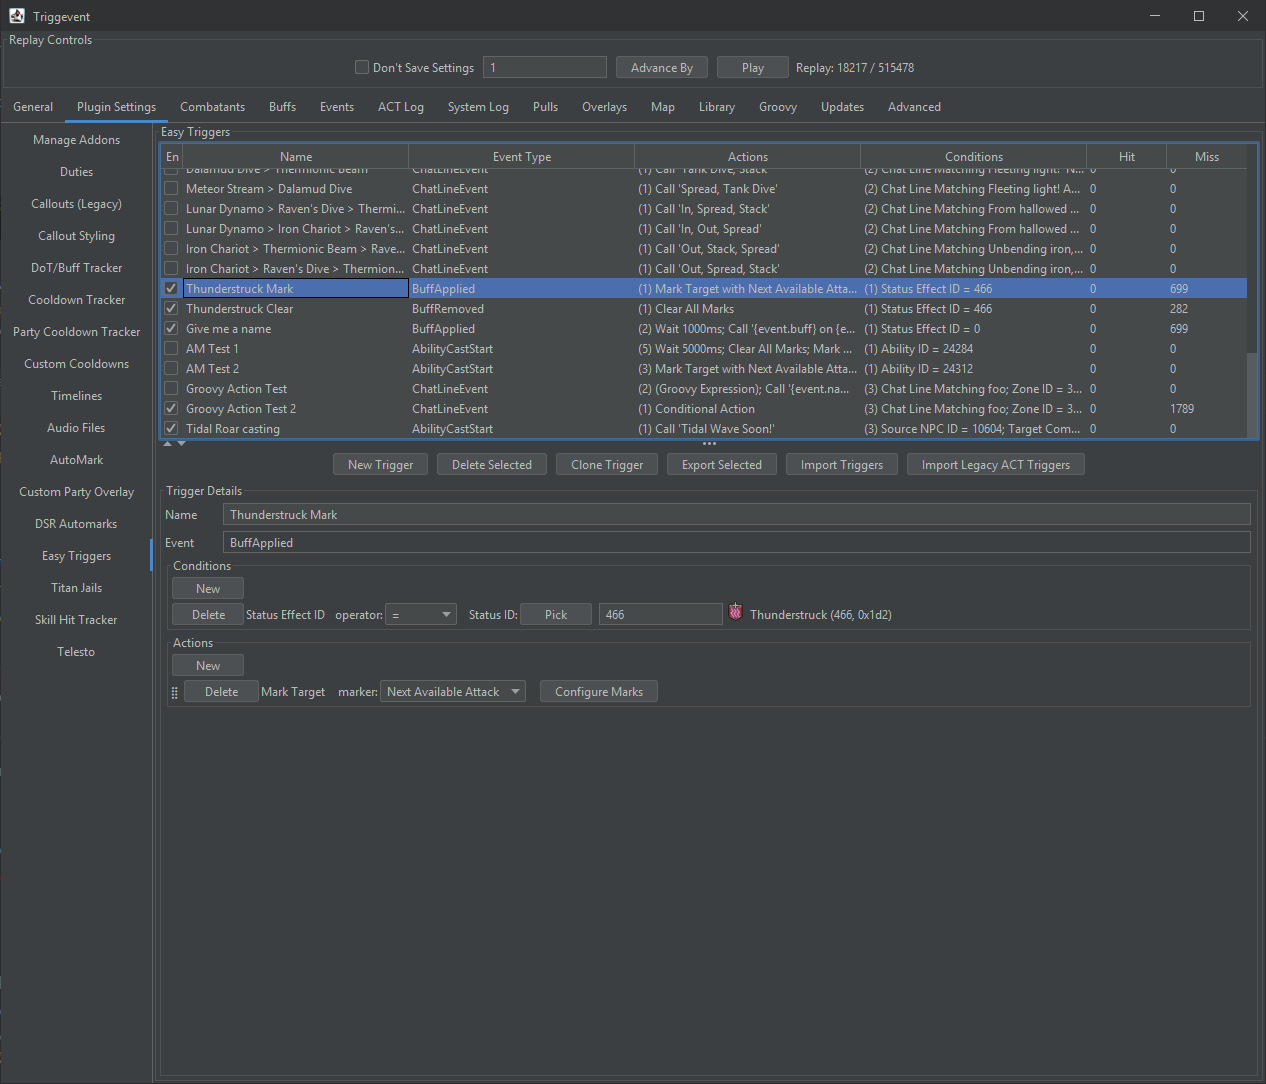 Triggevent
Replay Controls
Don't Save Settings 1 Advance By Play Replay: 18217 / 515478
General Plugin Settings Combatants Buffs Events ACT Log System Log Pulls Overlays Map Library Groovy Updates Advanced
Manage Addons
Duties
Callouts (Legacy)
Callout Styling
DoT/Buff Tracker
Cooldown Tracker
Party Cooldown Tracker
Custom Cooldowns
Timelines
Audio Files
AutoMark
Custom Party Overlay
DSR Automarks
Easy Triggers
Titan Jails
Skill Hit Tracker
Telesto
Easy Triggers
En Name Event Type Actions Conditions Hit Miss
Dalamud Dive > Thermionic Beam ChatLineEvent (1) Call 'Tank Dive, Stack' (2) Chat Line Matching Fleeting light! 'N... 0 0
Meteor Stream > Dalamud Dive ChatLineEvent (1) Call 'Spread, Tank Dive' (2) Chat Line Matching Fleeting light! A... 0 0
Lunar Dynamo > Raven's Dive > Thermi... ChatLineEvent (1) Call 'In, Spread, Stack' (2) Chat Line Matching From hallowed ... 0 0
Lunar Dynamo > Iron Chariot > Raven's... ChatLineEvent (1) Call 'In, Out, Spread' (2) Chat Line Matching From hallowed ... 0 0
Iron Chariot > Thermionic Beam > Rave... ChatLineEvent (1) Call 'Out, Stack, Spread' (2) Chat Line Matching Unbending iron,... 0 0
Iron Chariot > Raven's Dive > Thermion... ChatLineEvent (1) Call 'Out, Spread, Stack' (2) Chat Line Matching Unbending iron,... 0 0
Thunderstruck Mark BuffApplied (1) Mark Target with Next Available Atta... (1) Status Effect ID = 466 0 699
Thunderstruck Clear BuffRemoved (1) Clear All Marks (1) Status Effect ID = 466 0 282
Give me a name BuffApplied (2) Wait 1000ms; Call '{event.buff} on {e... (1) Status Effect ID = 0 0 699
AM Test 1 AbilityCastStart (5) Wait 5000ms; Clear All Marks; Mark ... (1) Ability ID = 24284 0 0
AM Test 2 AbilityCastStart (3) Mark Target with Next Available Atta... (1) Ability ID = 24312 0 0
Groovy Action Test ChatLineEvent (2) (Groovy Expression); Call '{event.na... (3) Chat Line Matching foo; Zone ID = 3... 0 0
Groovy Action Test 2 ChatLineEvent (1) Conditional Action (3) Chat Line Matching foo; Zone ID = 3... 0 1789
Tidal Roar casting AbilityCastStart (1) Call 'Tidal Wave Soon!' (3) Source NPC ID = 10604; Target Com... 0 0
New Trigger Delete Selected Clone Trigger Export Selected Import Triggers Import Legacy ACT Triggers
Trigger Details
Name Thunderstruck Mark
Event BuffApplied
Conditions
New
Delete Status Effect ID operator: = Status ID: Pick 466 Thunderstruck (466, 0x1d2)
Actions
New
Delete Mark Target marker: Next Available Attack Configure Marks